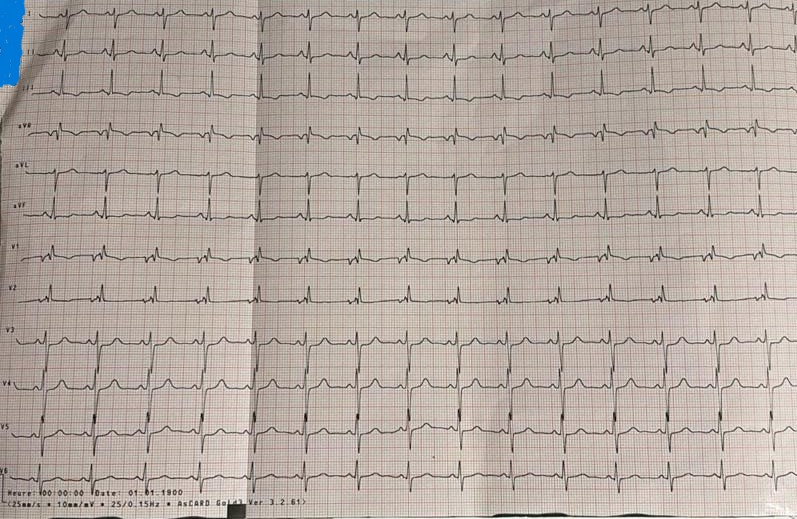 I
II
III
aVR
aVL
aVF
V1
V2
V3
V4
V5
V6
Heure: 00:00:00 Date: 01.01.1900
(25mm/s * 10mm/mV * 25/0.15Hz * AsCARD Gold3 Ver 3.2.61)